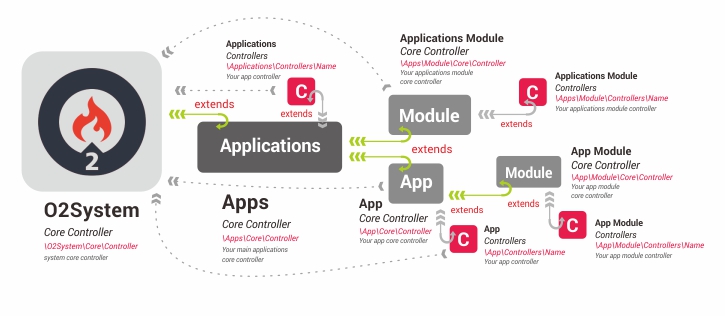 2
O2System
Core Controller
\O2System\Core\Controller
system core controller
extends
Applications
Controllers
\Applications\Controllers\Name
Your app controller
C
extends
Applications
Apps
Core Controller
\Apps\Core\Controller
Your main applications
core controller
Applications Module
Core Controller
\Apps\Module\Core\Controller
Your applications module
core controller
Module
extends
App
App
Core Controller
\App\Core\Controller
Your app core controller
C
extends
Applications Module
Controllers
\Apps\Module\Controllers\Name
Your applications module controller
Module
extends
App Module
Core Controller
\App\Module\Core\Controller
Your app module
core controller
extends
C
App
Controllers
\App\Controllers\Name
Your app controller
extends
C
App Module
Controllers
\App\Module\Controllers\Name
Your app module controller